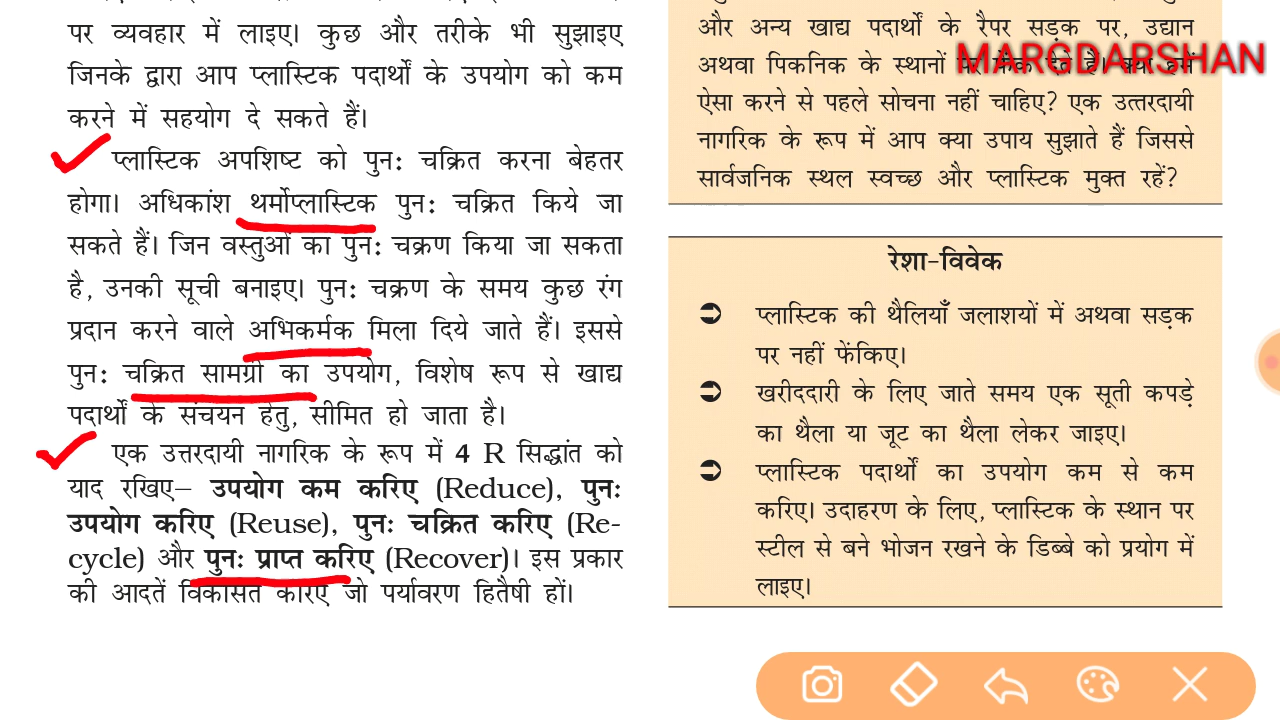 पर व्यवहार में लाइए। कुछ और तरीके भी सुझाइए
जिनके द्वारा आप प्लास्टिक पदार्थों के उपयोग को कम
करने में सहयोग दे सकते हैं।
प्लास्टिक अपशिष्ट को पुनः चक्रित करना बेहतर
होगा। अधिकांश थर्मोप्लास्टिक पुनः चक्रित किये जा
सकते हैं। जिन वस्तुओं का पुनः चक्रण किया जा सकता
है, उनकी सूची बनाइए। पुनः चक्रण के समय कुछ रंग
प्रदान करने वाले अभिकर्मक मिला दिये जाते हैं। इससे
पुनः चक्रित सामग्री का उपयोग, विशेष रूप से खाद्य
पदार्थों के संचयन हेतु, सीमित हो जाता है।
एक उत्तरदायी नागरिक के रूप में 4 R सिद्धांत को
याद रखिए– उपयोग कम करिए (Reduce), पुनः
उपयोग करिए (Reuse), पुनः चक्रित करिए (Re-
cycle) और पुनः प्राप्त करिए (Recover)। इस प्रकार
की आदतें विकसित करिए जो पर्यावरण हितैषी हों।
और अन्य खाद्य पदार्थों के रैपर सड़क पर, उद्यान
MARGDARSHAN
अथवा पिकनिक के स्थानों पर फेंक देते हैं। क्या हमें
ऐसा करने से पहले सोचना नहीं चाहिए? एक उत्तरदायी
नागरिक के रूप में आप क्या उपाय सुझाते हैं जिससे
सार्वजनिक स्थल स्वच्छ और प्लास्टिक मुक्त रहें?
रेशा-विवेक
प्लास्टिक की थैलियाँ जलाशयों में अथवा सड़क
पर नहीं फेंकिए।
खरीददारी के लिए जाते समय एक सूती कपड़े
का थैला या जूट का थैला लेकर जाइए।
प्लास्टिक पदार्थों का उपयोग कम से कम
करिए। उदाहरण के लिए, प्लास्टिक के स्थान पर
स्टील से बने भोजन रखने के डिब्बे को प्रयोग में
लाइए।